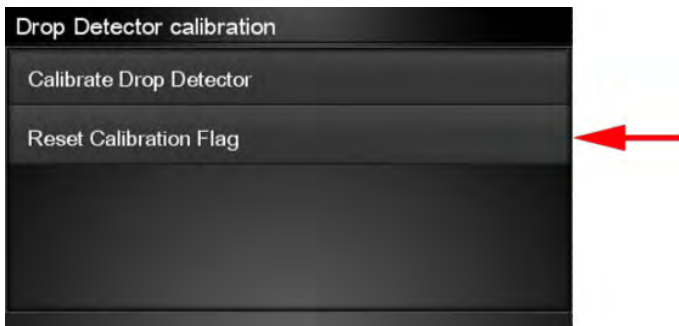 Drop Detector calibration
Calibrate Drop Detector
Reset Calibration Flag